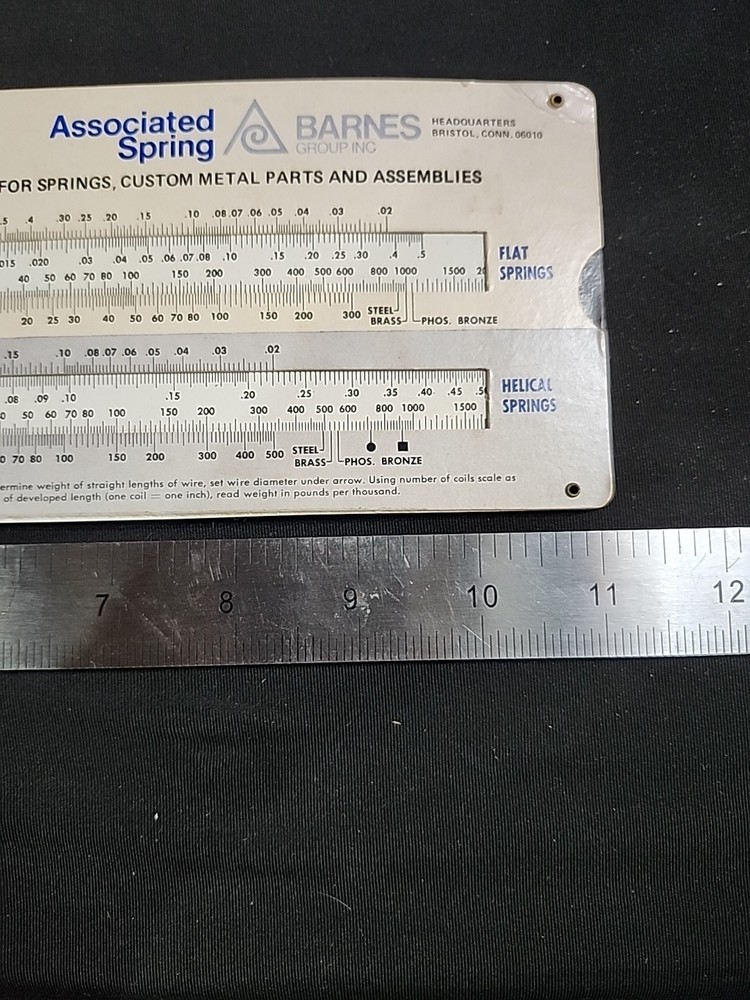 Associated
Spring
BARNES
GROUP INC
HEADQUARTERS
BRISTOL, CONN. 06010
FOR SPRINGS, CUSTOM METAL PARTS AND ASSEMBLIES
.5 .4 .30 .25 .20 .15 .10 .08 .07 .06 .05 .04 .03 .02
015 .020 .03 .04 .05 .06 .07 .08 .10 .15 .20 .25 .30 .4 .5
40 50 60 70 80 100 150 200 300 400 500 600 800 1000 1500 20
FLAT
SPRINGS
20 25 30 40 50 60 70 80 100 150 200 300
STEEL
BRASS
PHOS. BRONZE
.15 .10 .08 .07 .06 .05 .04 .03 .02
.08 .09 .10 .15 .20 .25 .30 .35 .40 .45 .50
0 50 60 70 80 100 150 200 300 400 500 600 800 1000 1500
HELICAL
SPRINGS
0 70 80 100 150 200 300 400 500
STEEL
BRASS
PHOS. BRONZE
ermine weight of straight lengths of wire, set wire diameter under arrow. Using number of coils scale as
of developed length (one coil = one inch), read weight in pounds per thousand.
7 8 9 10 11 12